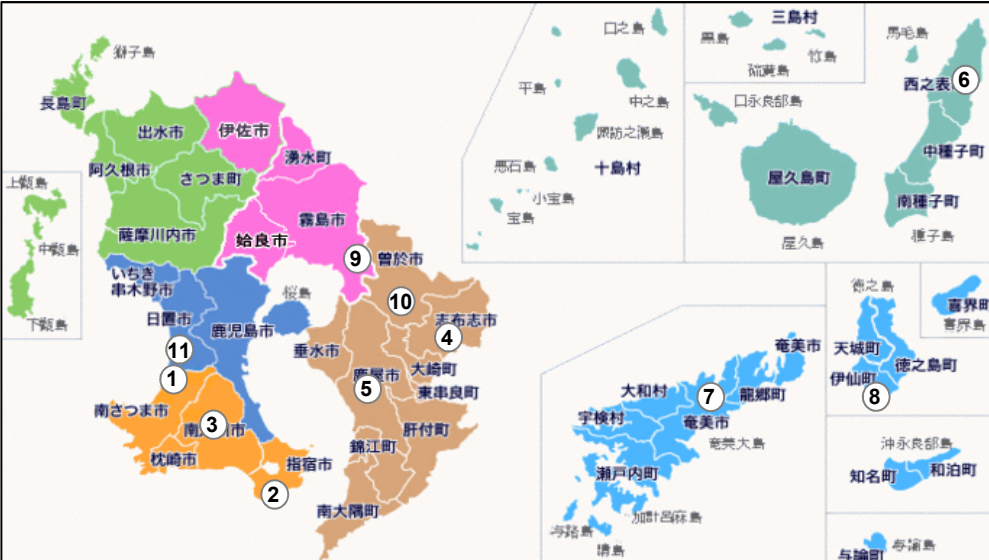 獅子島
長島町
出水市
伊佐市
湧水町
阿久根市
さつま町
霧島市
薩摩川内市
姶良市
上甑島
中甑島
下甑島
⑨
曽於市
いちき
串木野市
桜島
⑩
日置市
鹿児島市
志布志市
④
⑪
垂水市
①
鹿屋市
⑤
大崎町
東串良町
南さつま市
③
肝付町
枕崎市
錦江町
指宿市
②
南大隅町
口之島
平島
中之島
諏訪之瀬島
悪石島
十島村
小宝島
宝島
三島村
黒島
竹島
硫黄島
口永良部島
屋久島町
屋久島
馬毛島
西之表
⑥
中種子町
南種子町
種子島
奄美市
大和村
⑦
龍郷町
宇検村
奄美市
奄美大島
瀬戸内町
加計呂麻島
与路島
請島
徳之島
天城町
徳之島町
伊仙町
⑧
喜界町
喜界島
沖永良部島
知名町
和泊町
与論島
与論町